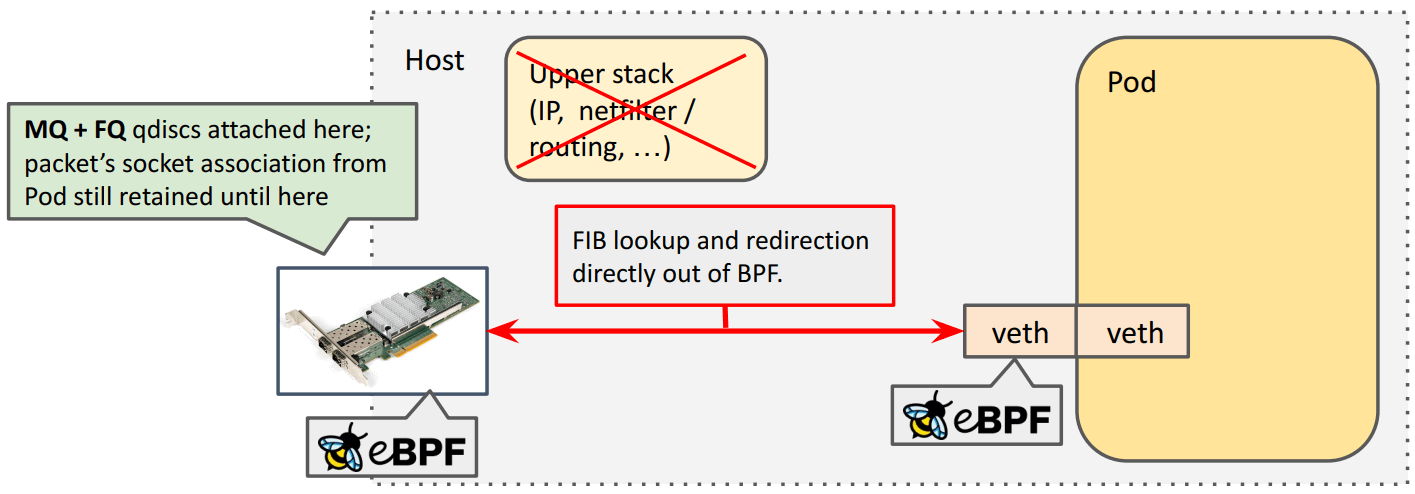 Host
Upper stack
(IP, netfilter /
routing, …)
Pod
MQ + FQ qdiscs attached here;
packet’s socket association from
Pod still retained until here
FIB lookup and redirection
directly out of BPF.
veth
veth
eBPF
eBPF